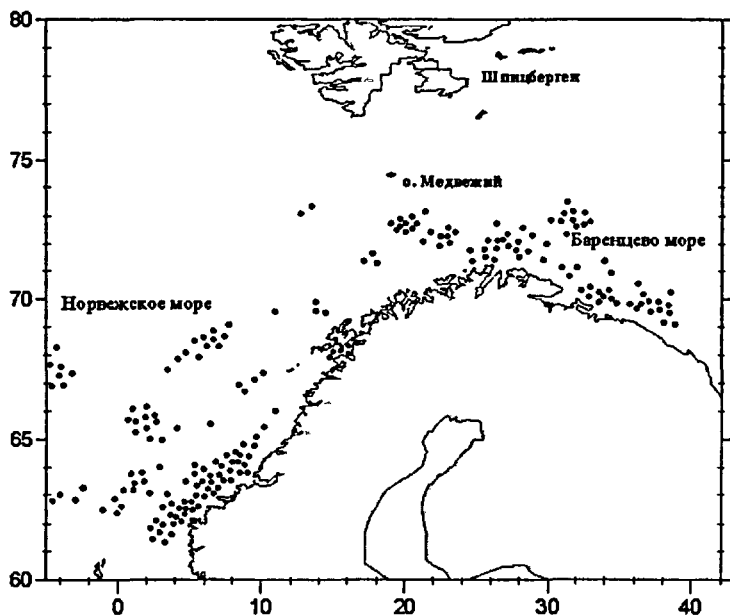 80
Шпицберген
75
о. Медвежий
Баренцево море
70
Норвежское море
65
60
0 10 20 30 40